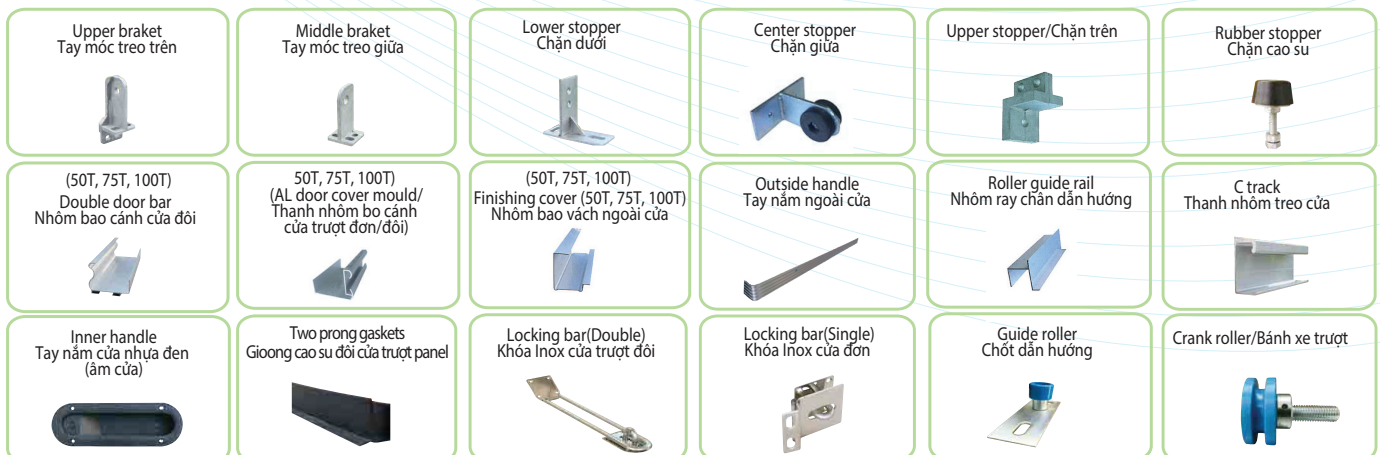 Upper braket
Tay móc treo trên
Middle braket
Tay móc treo giữa
Lower stopper
Chặn dưới
Center stopper
Chặn giữa
Upper stopper/Chặn trên
Rubber stopper
Chặn cao su
(50T, 75T, 100T)
Double door bar
Nhôm bao cánh cửa đôi
50T, 75T, 100T)
(AL door cover mould/
Thanh nhôm bo cánh
cửa trượt đơn/đôi)
(50T, 75T, 100T)
Finishing cover (50T, 75T, 100T)
Nhôm bao vách ngoài cửa
Outside handle
Tay nắm ngoài cửa
Roller guide rail
Nhôm ray chân dẫn hướng
C track
Thanh nhôm treo cửa
Inner handle
Tay nắm cửa nhựa đen
(âm cửa)
Two prong gaskets
Gioong cao su đôi cửa trượt panel
Locking bar(Double)
Khóa Inox cửa trượt đôi
Locking bar(Single)
Khóa Inox cửa đơn
Guide roller
Chốt dẫn hướng
Crank roller/Bánh xe trượt